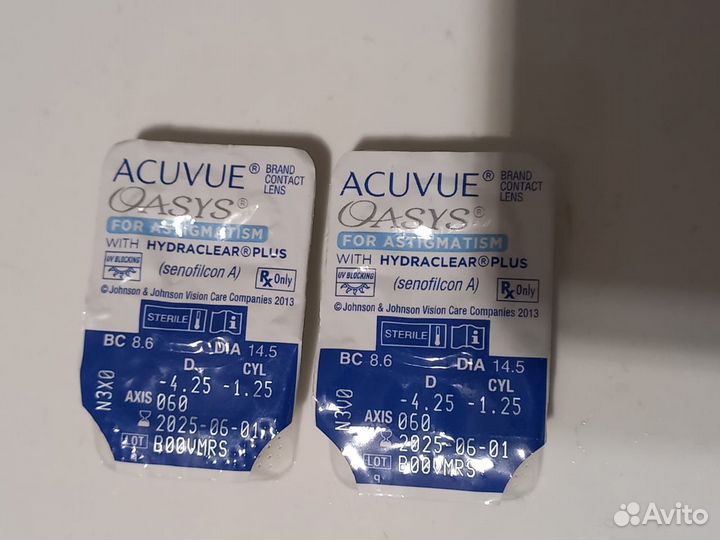 ACUVUE® BRAND CONTACT LENS
OASYS®
FOR ASTIGMATISM
WITH HYDRACLEAR® PLUS
UV BLOCKING
(senofilcon A)
Rx Only
© Johnson & Johnson Vision Care Companies 2013
STERILE
BC 8.6 DIA 14.5
D CYL
-4.25 -1.25
AXIS 060
2025-06-01
LOT B00VMRS
N3X0
ACUVUE® BRAND CONTACT LENS
OASYS®
FOR ASTIGMATISM
WITH HYDRACLEAR® PLUS
UV BLOCKING
(senofilcon A)
Rx Only
© Johnson & Johnson Vision Care Companies 2013
STERILE
BC 8.6 DIA 14.5
D CYL
-4.25 -1.25
AXIS 060
2025-06-01
LOT B00VMRS
Avito